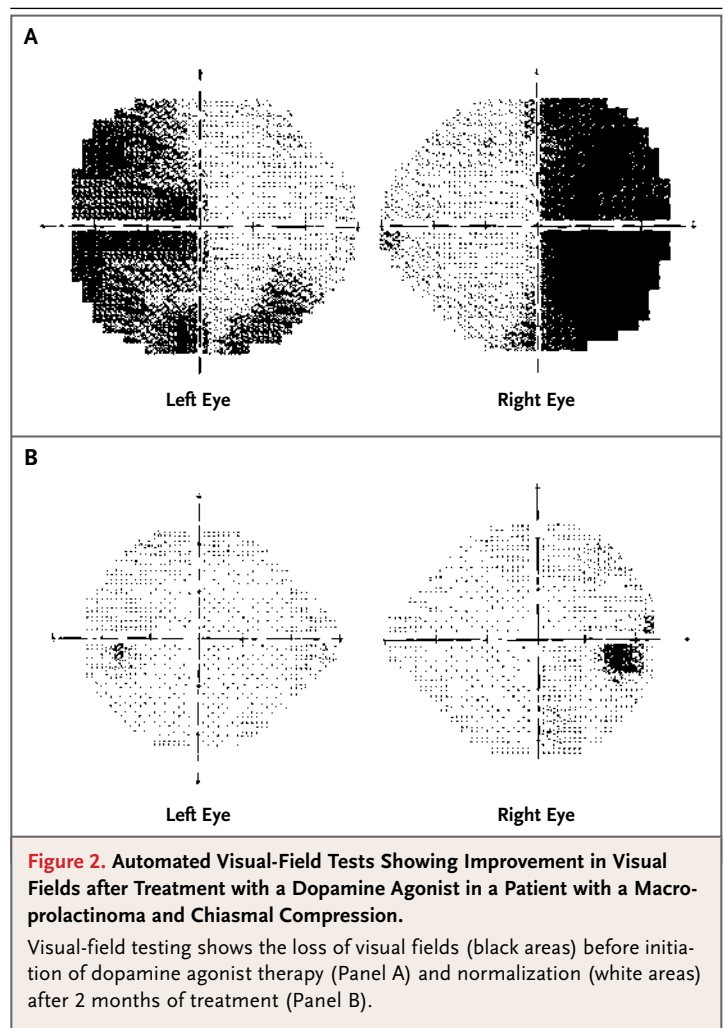 A
Left Eye
Right Eye
B
Left Eye
Right Eye
Figure 2. Automated Visual-Field Tests Showing Improvement in Visual
Fields after Treatment with a Dopamine Agonist in a Patient with a Macro-
prolactinoma and Chiasmal Compression.
Visual-field testing shows the loss of visual fields (black areas) before initia-
tion of dopamine agonist therapy (Panel A) and normalization (white areas)
after 2 months of treatment (Panel B).